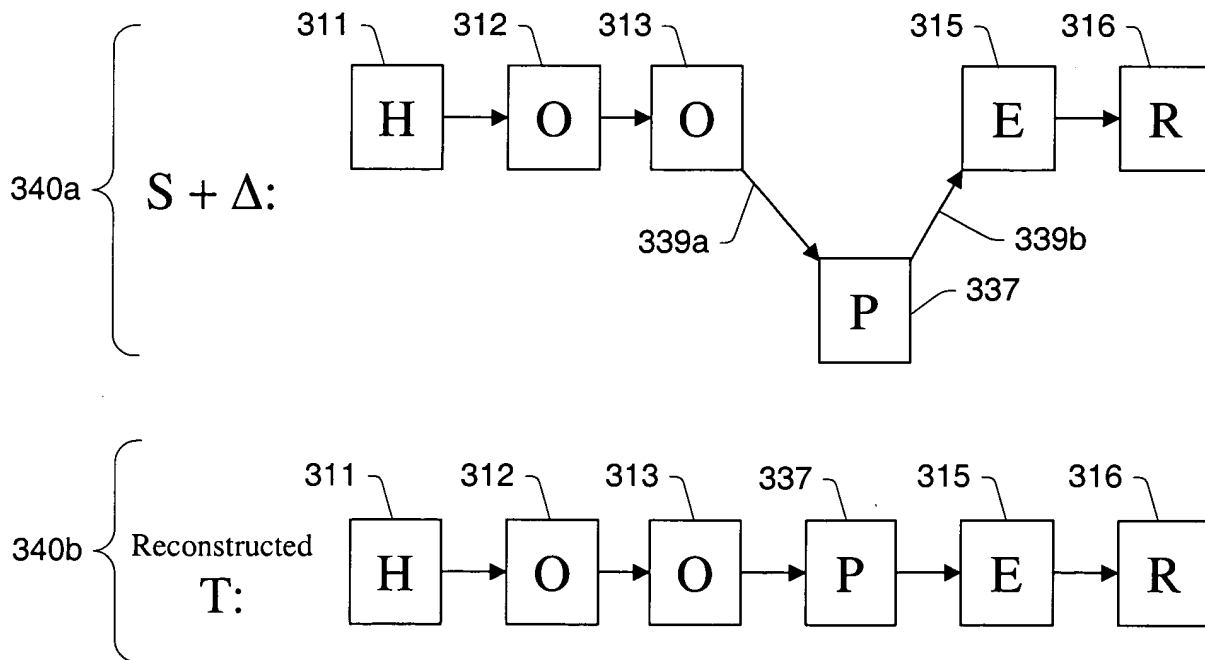 311 312 313 315 316
H O O E R
340a S + Δ:
339a 339b
P 337
311 312 313 337 315 316
340b Reconstructed
T:
H O O P E R